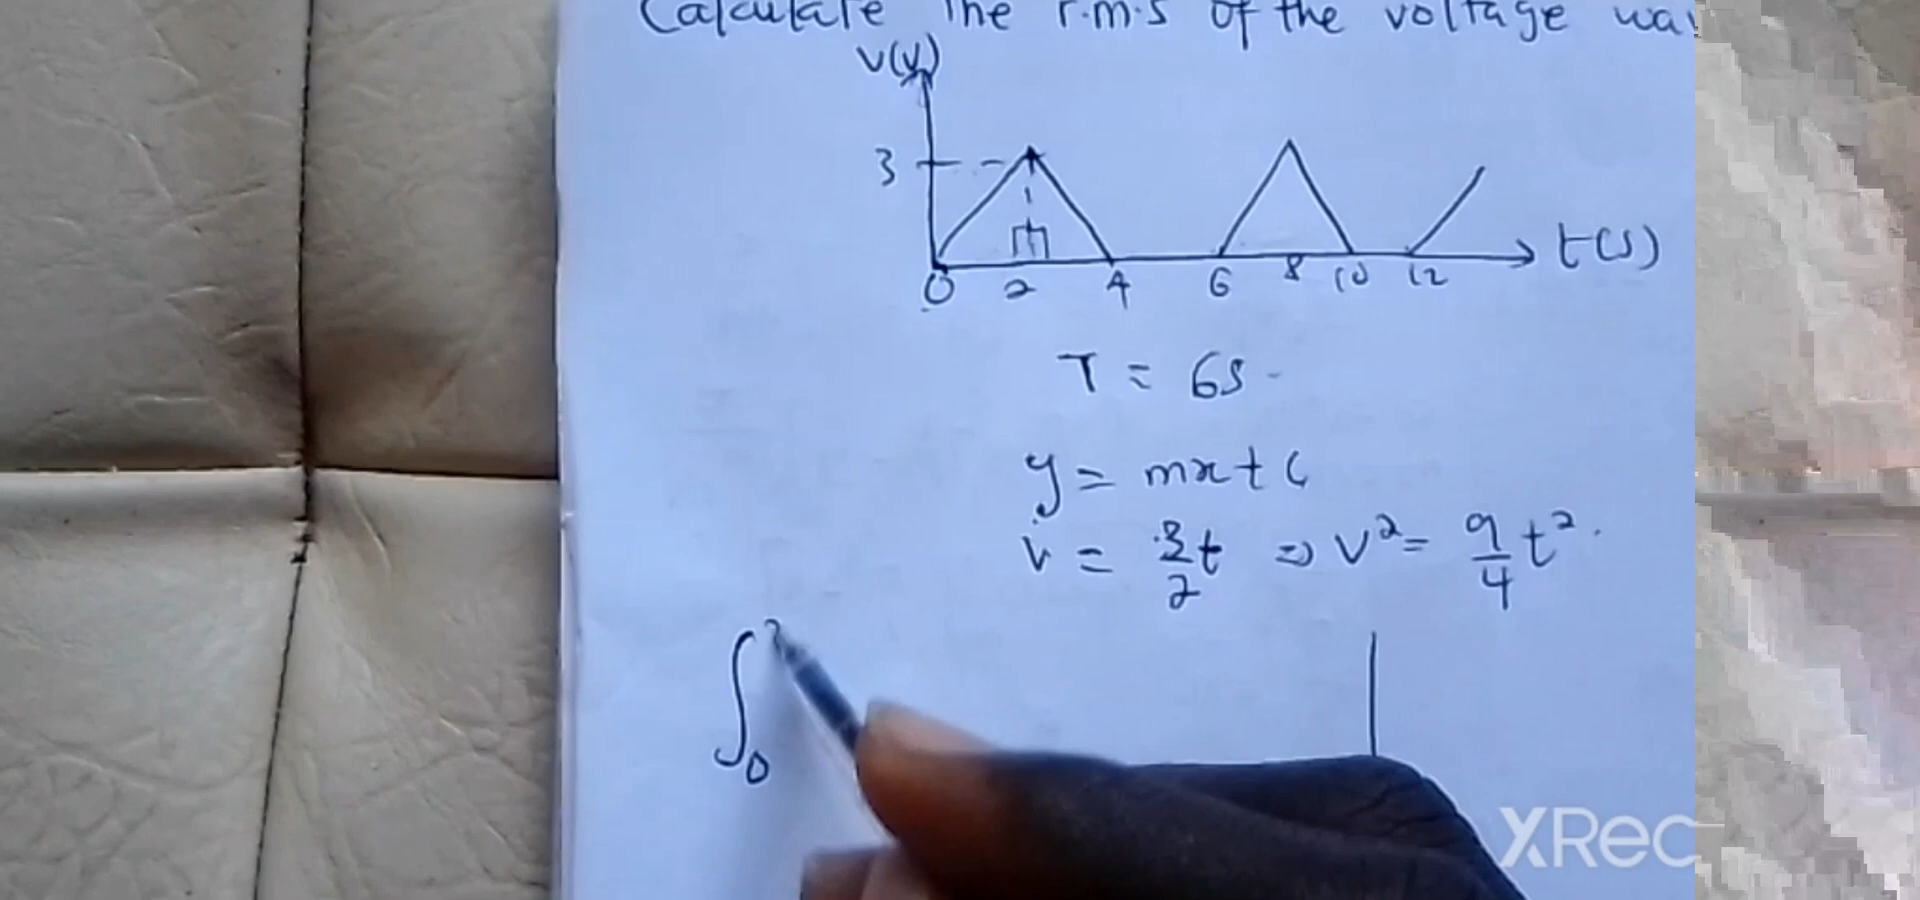 Calculate the r.m.s of the voltage
v(v)
3
0 2 4 6 8 10 12 t(s)
T = 6s
y = mx + c
v = 3/2 t => v² = 9/4 t².
∫₀
XRec